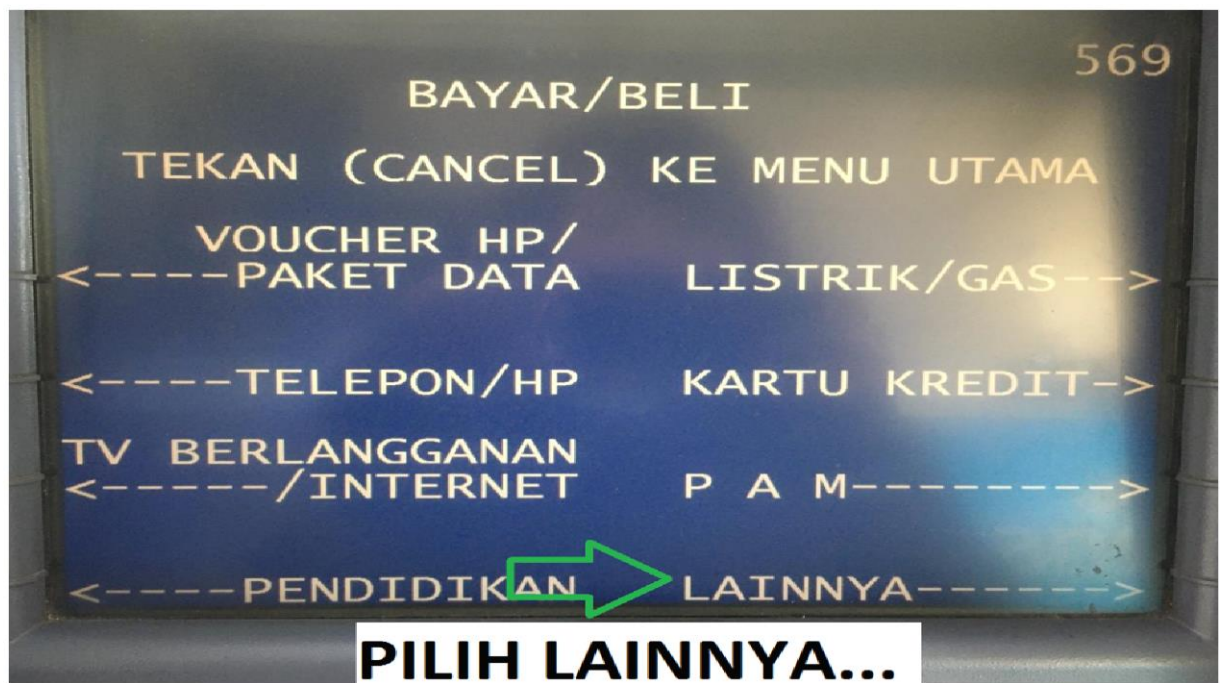 569
BAYAR/BELI
TEKAN (CANCEL) KE MENU UTAMA
VOUCHER HP/
<----PAKET DATA LISTRIK/GAS-->
<----TELEPON/HP KARTU KREDIT->
TV BERLANGGANAN
<-----/INTERNET P A M-------->
<----PENDIDIKAN LAINNYA------>
PILIH LAINNYA...